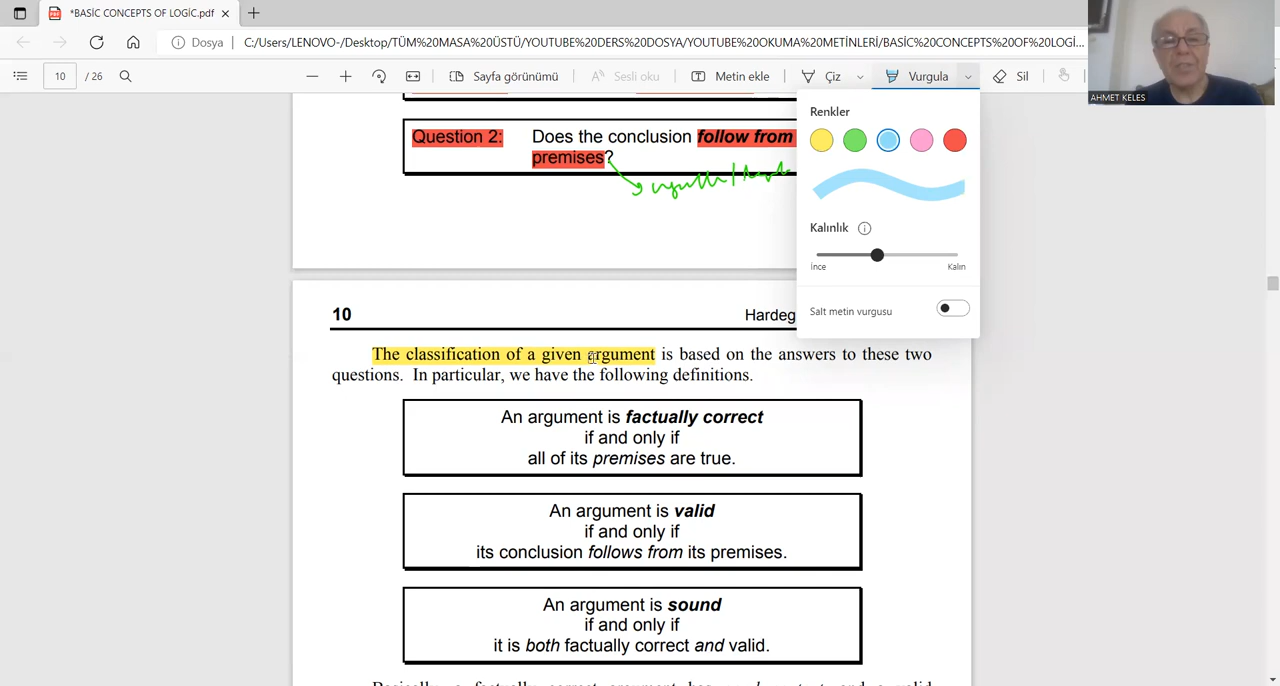 *BASİC CONCEPTS OF LOGİC.pdf
Dosya
C:/Users/LENOVO-/Desktop/TÜM%20MASA%20ÜSTÜ/YOUTUBE%20DERS%20DOSYA/YOUTUBE%20OKUMA%20METİNLERİ/BASİC%20CONCEPTS%20OF%20LOGİ...
10 / 26
Sayfa görünümü
Sesli oku
Metin ekle
Çiz
Vurgula
Sil
AHMET KELES
Renkler
Kalınlık
İnce Kalın
Salt metin vurgusu
Question 2: Does the conclusion follow from
premises?
10 Hardeg
The classification of a given argument is based on the answers to these two
questions. In particular, we have the following definitions.
An argument is factually correct
if and only if
all of its premises are true.
An argument is valid
if and only if
its conclusion follows from its premises.
An argument is sound
if and only if
it is both factually correct and valid.